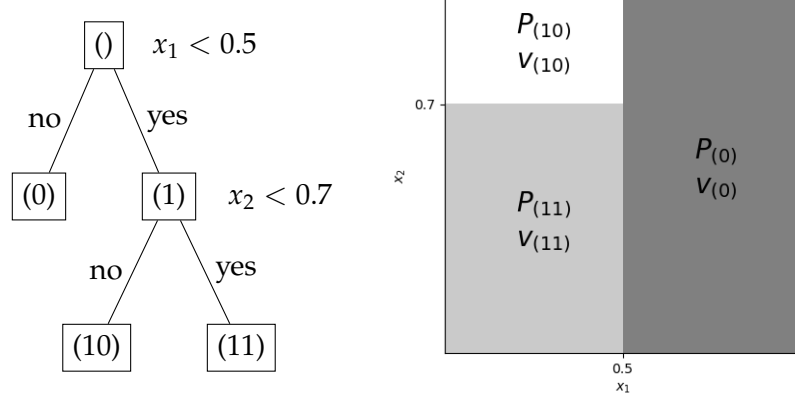 () x₁ < 0.5
no yes
(0) (1) x₂ < 0.7
no yes
(10) (11)
P(10)
v(10)
0.7
P(0)
v(0)
x₂
P(11)
v(11)
0.5
x₁